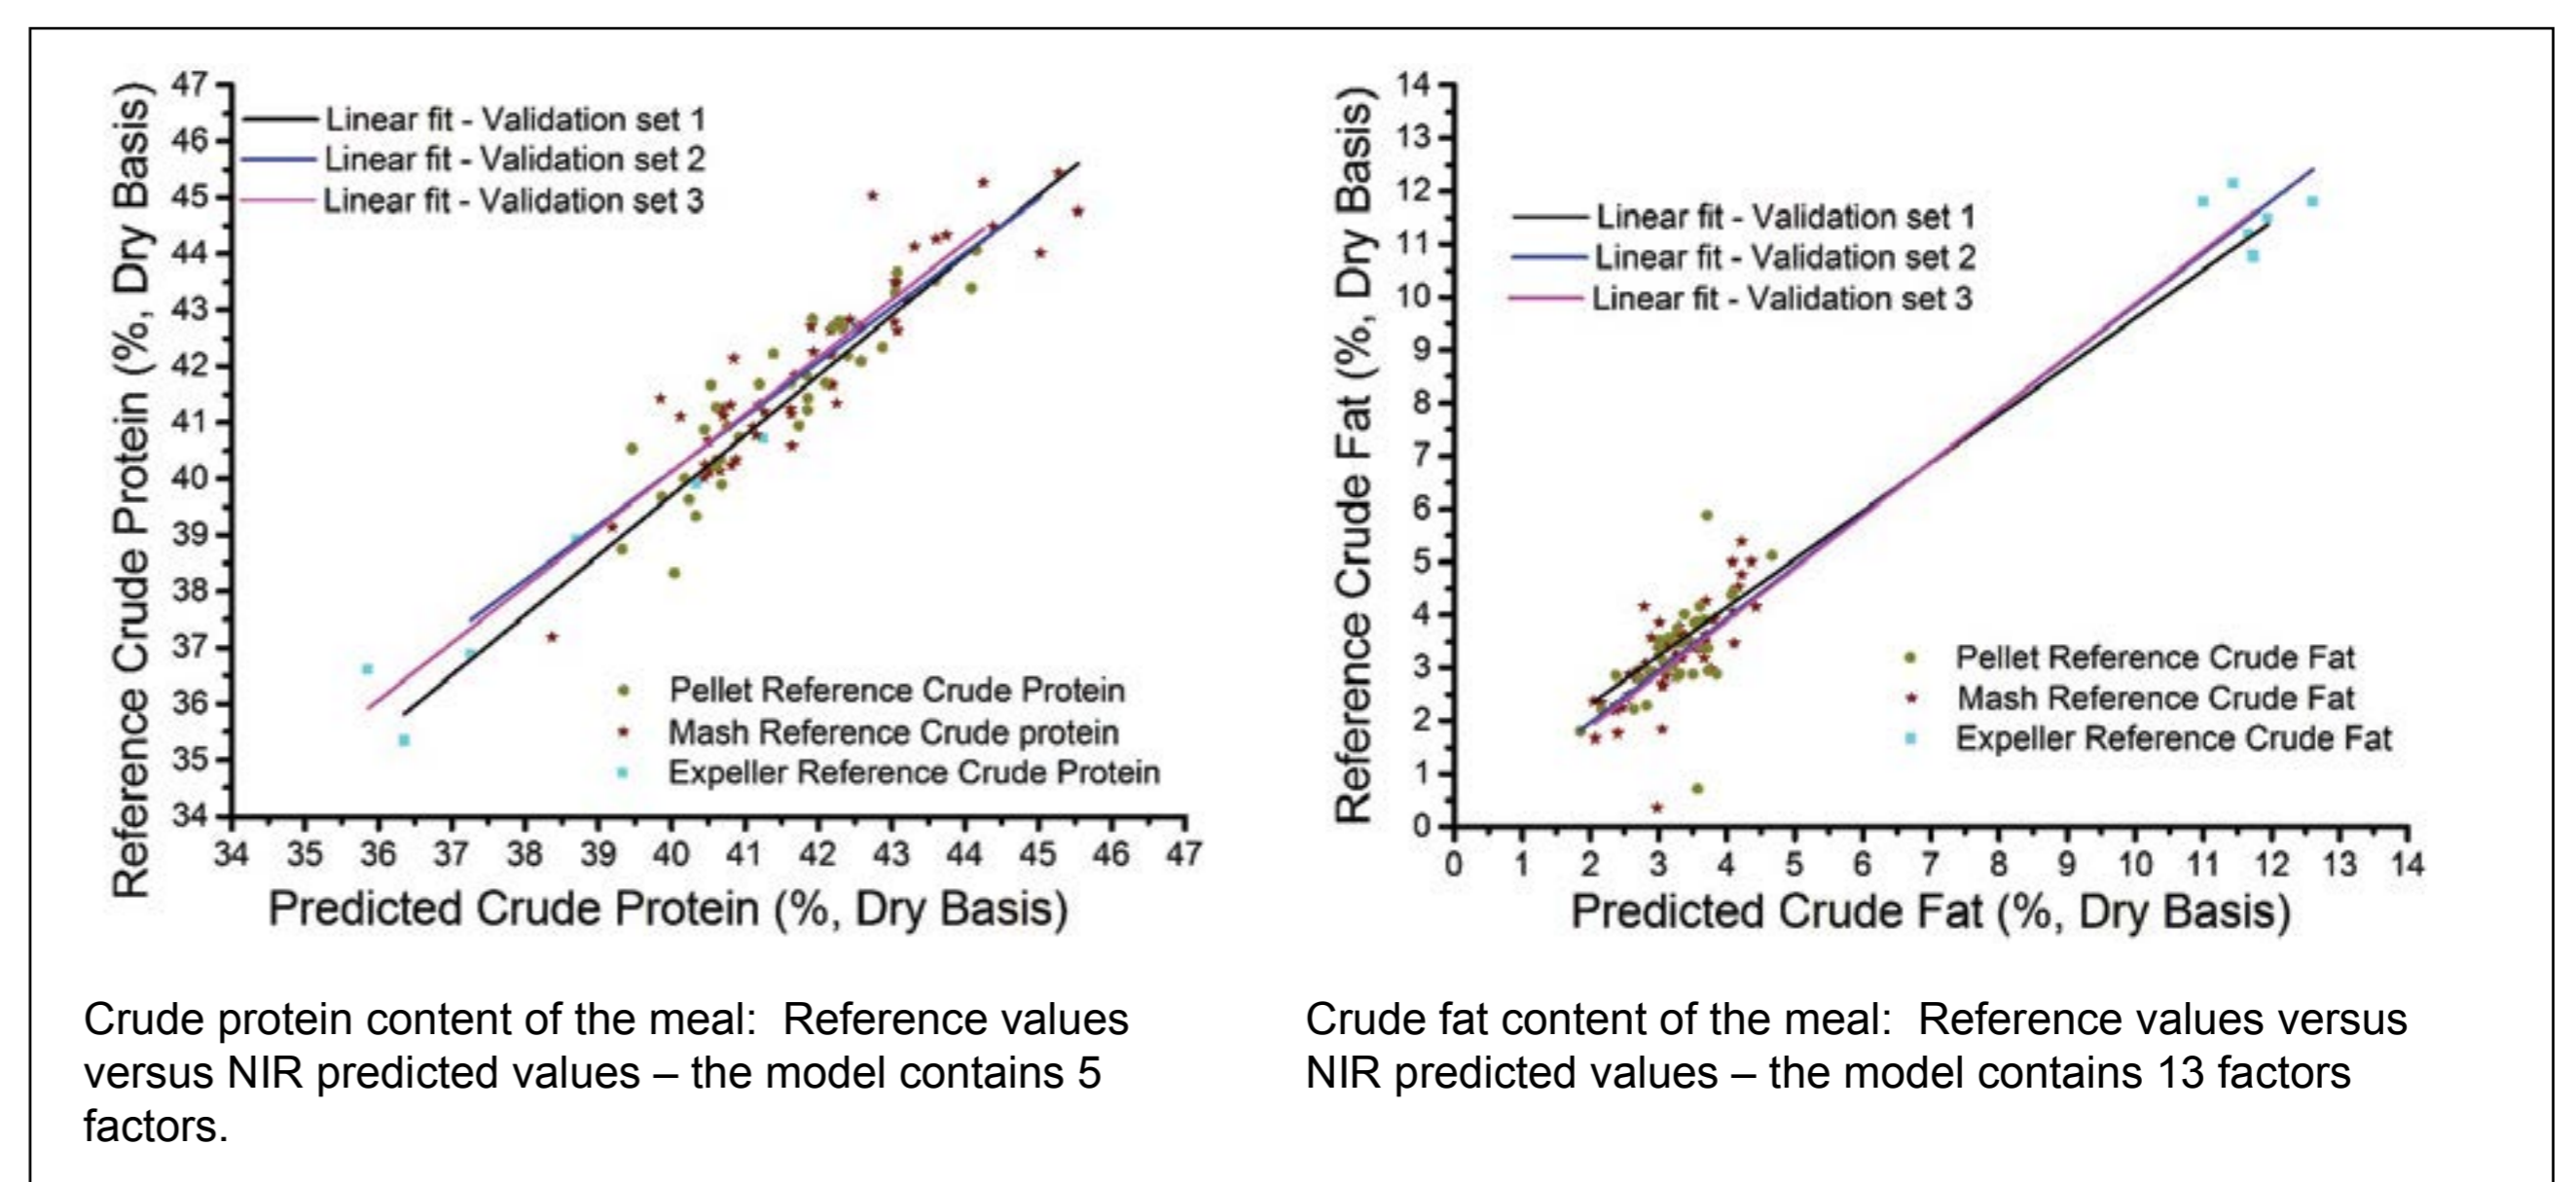 Reference Crude Protein (%, Dry Basis)
47
46
45
44
43
42
41
40
39
38
37
36
35
34
Linear fit - Validation set 1
Linear fit - Validation set 2
Linear fit - Validation set 3
Pellet Reference Crude Protein
Mash Reference Crude protein
Expeller Reference Crude Protein
34 35 36 37 38 39 40 41 42 43 44 45 46 47
Predicted Crude Protein (%, Dry Basis)
Reference Crude Fat (%, Dry Basis)
14
13
12
11
10
9
8
7
6
5
4
3
2
1
0
Linear fit - Validation set 1
Linear fit - Validation set 2
Linear fit - Validation set 3
Pellet Reference Crude Fat
Mash Reference Crude Fat
Expeller Reference Crude Fat
0 1 2 3 4 5 6 7 8 9 10 11 12 13 14
Predicted Crude Fat (%, Dry Basis)
Crude protein content of the meal:  Reference values
versus NIR predicted values – the model contains 5
factors.
Crude fat content of the meal:  Reference values versus
NIR predicted values – the model contains 13 factors